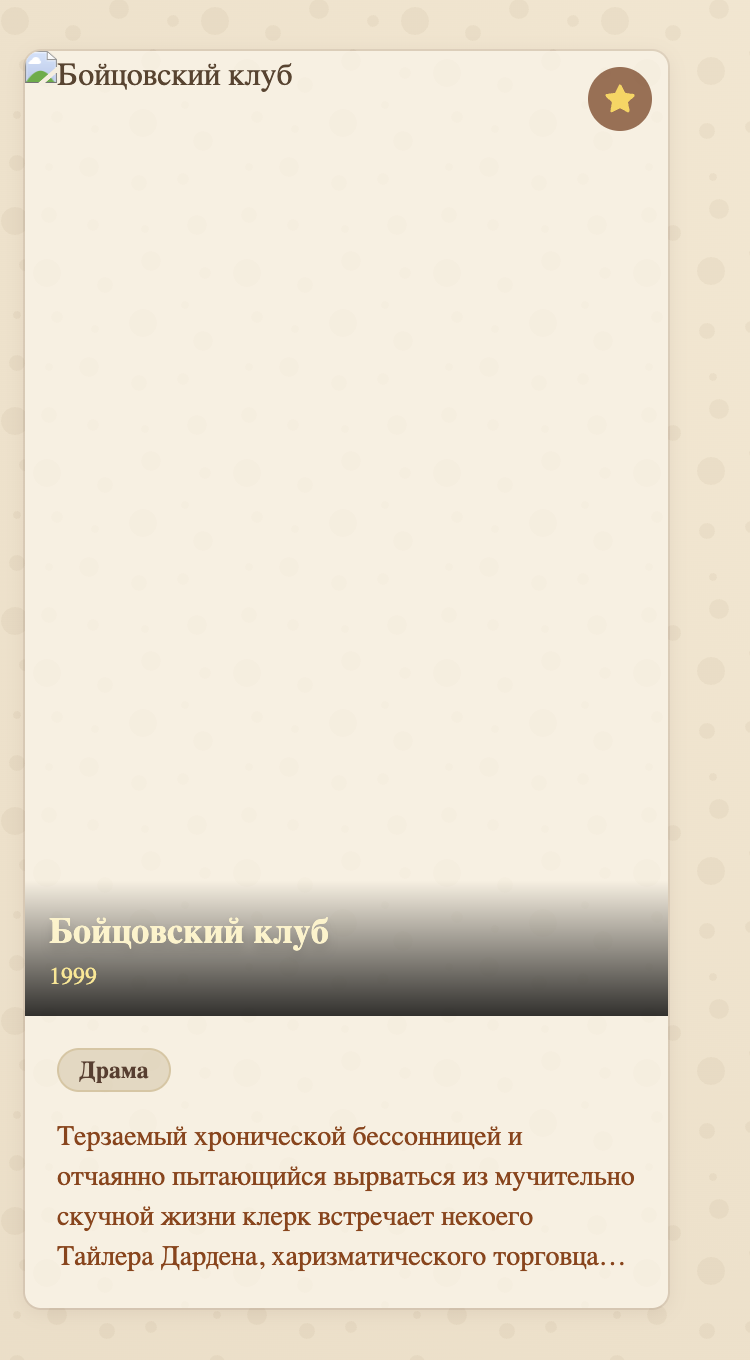 Бойцовский клуб
Бойцовский клуб
1999
Драма
Терзаемый хронической бессонницей и
отчаянно пытающийся вырваться из мучительно
скучной жизни клерк встречает некоего
Тайлера Дардена, харизматического торговца…